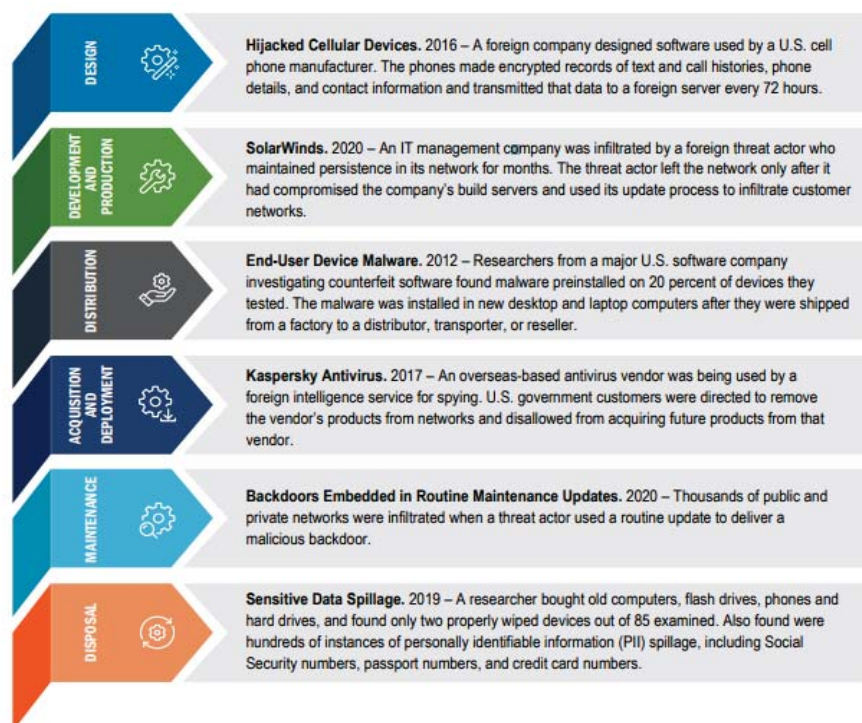 DESIGN
Hijacked Cellular Devices. 2016 – A foreign company designed software used by a U.S. cell
phone manufacturer. The phones made encrypted records of text and call histories, phone
details, and contact information and transmitted that data to a foreign server every 72 hours.
DEVELOPMENT
AND
PRODUCTION
SolarWinds. 2020 – An IT management company was infiltrated by a foreign threat actor who
maintained persistence in its network for months. The threat actor left the network only after it
had compromised the company’s build servers and used its update process to infiltrate customer
networks.
DISTRIBUTION
End-User Device Malware. 2012 – Researchers from a major U.S. software company
investigating counterfeit software found malware preinstalled on 20 percent of devices they
tested. The malware was installed in new desktop and laptop computers after they were shipped
from a factory to a distributor, transporter, or reseller.
ACQUISITION
AND
DEPLOYMENT
Kaspersky Antivirus. 2017 – An overseas-based antivirus vendor was being used by a
foreign intelligence service for spying. U.S. government customers were directed to remove
the vendor’s products from networks and disallowed from acquiring future products from that
vendor.
MAINTENANCE
Backdoors Embedded in Routine Maintenance Updates. 2020 – Thousands of public and
private networks were infiltrated when a threat actor used a routine update to deliver a
malicious backdoor.
DISPOSAL
Sensitive Data Spillage. 2019 – A researcher bought old computers, flash drives, phones and
hard drives, and found only two properly wiped devices out of 85 examined. Also found were
hundreds of instances of personally identifiable information (PII) spillage, including Social
Security numbers, passport numbers, and credit card numbers.